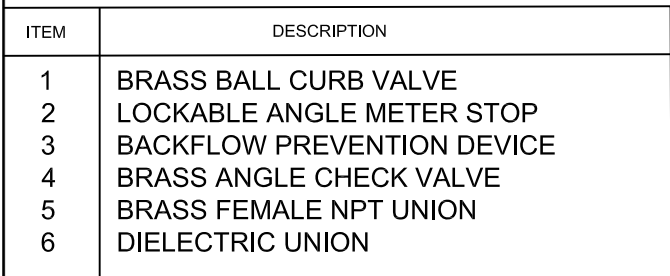 ITEM DESCRIPTION
1 BRASS BALL CURB VALVE
2 LOCKABLE ANGLE METER STOP
3 BACKFLOW PREVENTION DEVICE
4 BRASS ANGLE CHECK VALVE
5 BRASS FEMALE NPT UNION
6 DIELECTRIC UNION